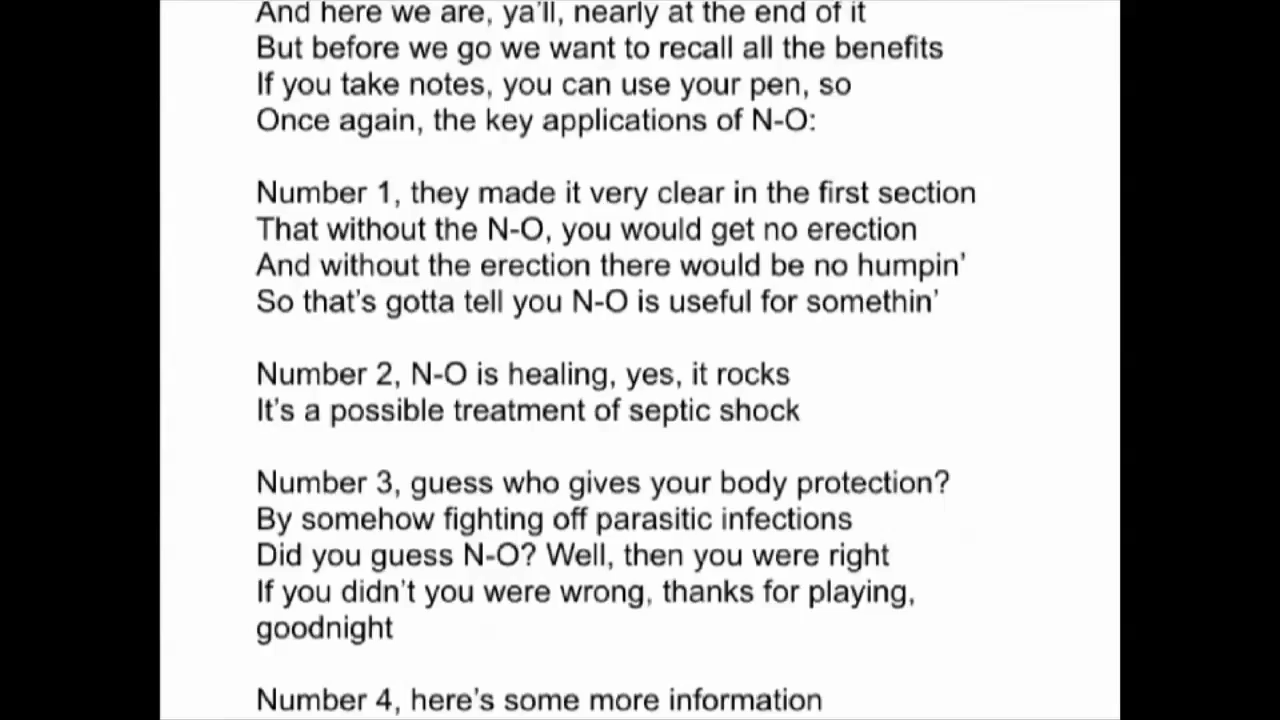 And here we are, ya'll, nearly at the end of it
But before we go we want to recall all the benefits
If you take notes, you can use your pen, so
Once again, the key applications of N-O:
Number 1, they made it very clear in the first section
That without the N-O, you would get no erection
And without the erection there would be no humpin'
So that's gotta tell you N-O is useful for somethin'
Number 2, N-O is healing, yes, it rocks
It's a possible treatment of septic shock
Number 3, guess who gives your body protection?
By somehow fighting off parasitic infections
Did you guess N-O? Well, then you were right
If you didn't you were wrong, thanks for playing,
goodnight
Number 4, here's some more information